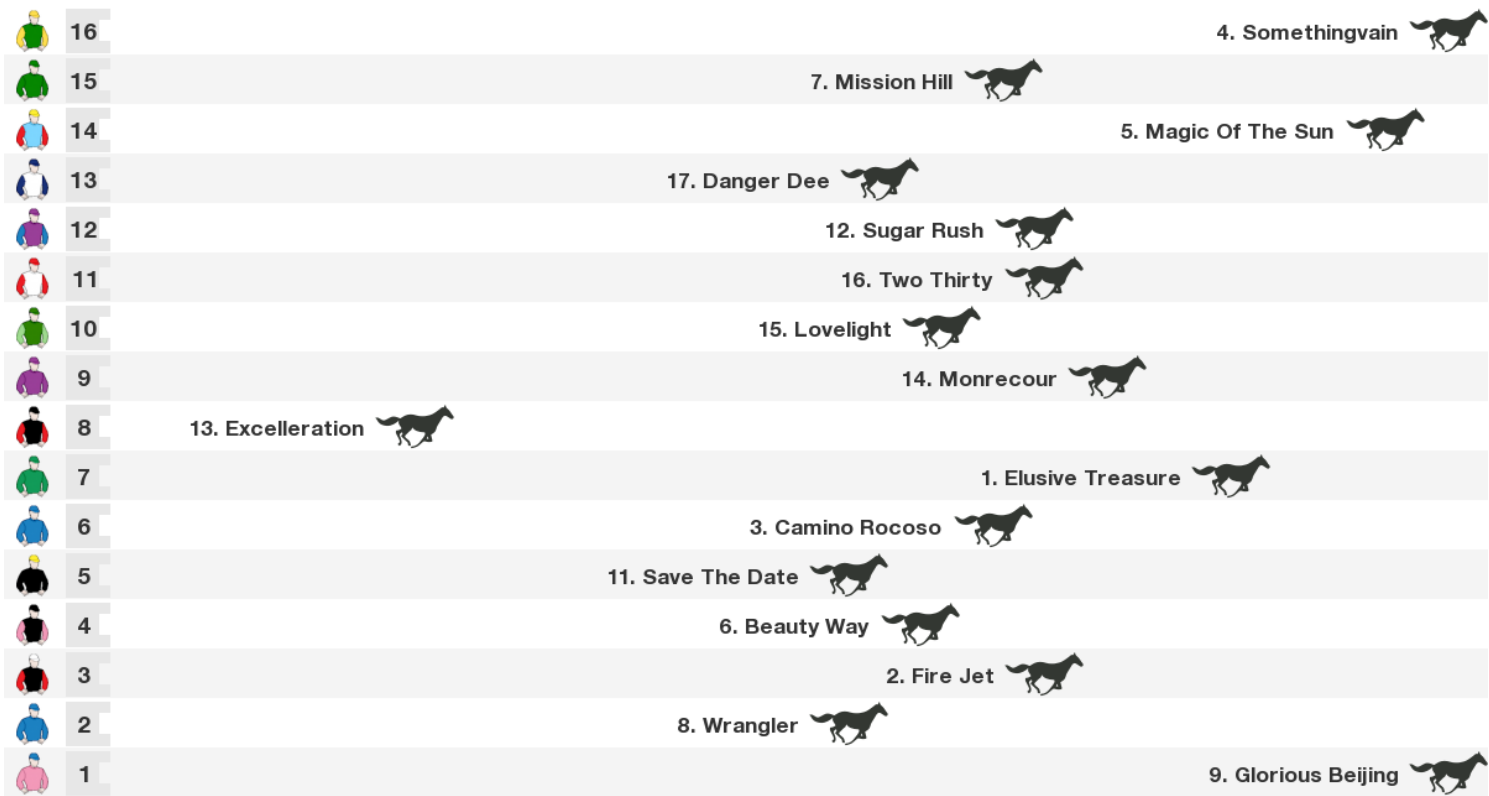 16 4. Somethingvain
15 7. Mission Hill
14 5. Magic Of The Sun
13 17. Danger Dee
12 12. Sugar Rush
11 16. Two Thirty
10 15. Lovelight
9 14. Monrecour
8 13. Excelleration
7 1. Elusive Treasure
6 3. Camino Rocoso
5 11. Save The Date
4 6. Beauty Way
3 2. Fire Jet
2 8. Wrangler
1 9. Glorious Beijing